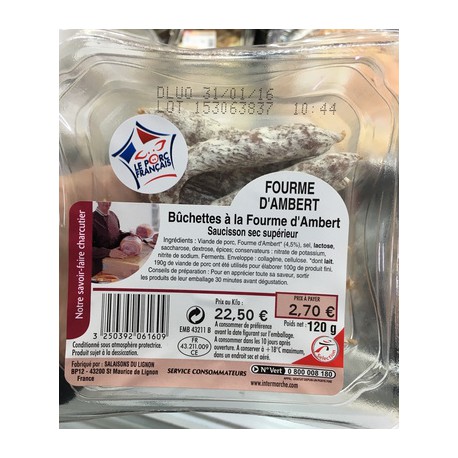 DLUO 31/01/16
LOT 153063837 10:44
LE PORC
FRANÇAIS
FOURME
D'AMBERT
Bûchettes à la Fourme d'Ambert
Saucisson sec supérieur
Ingrédients : Viande de porc, Fourme d'Ambert* (4,5%), sel, lactose,
saccharose, dextrose, épices; conservateurs : nitrate de potassium,
nitrite de sodium. Ferments. Enveloppe : collagène, cellulose. *dont lait.
190g de viande de porc ont été utilisés pour élaborer 100g de produit fini.
Conseils de préparation : Pour en apprécier toute sa saveur, sortir
les produits de leur emballage 30 minutes avant dégustation.
Notre savoir-faire charcutier
3 250392 061609
Conditionné sous atmosphère protectrice.
Produit sujet à la dessiccation.
EMB 43211 B
FR
43.211.009
CE
Prix au Kilo :
22,50 €
PRIX À PAYER
2,70 €
Poids net : 120 g
A consommer de préférence
avant la date figurant sur l'emballage.
A consommer dans les 10 jours après
ouverture. A conserver à +18°C maximum,
dans un endroit sec et aéré.
Fabriqué par : SALAISONS DU LIGNON
BP12 - 43200 St Maurice de Lignon
France
SERVICE CONSOMMATEURS
N° Vert 0 800 008 180
www.intermarche.com